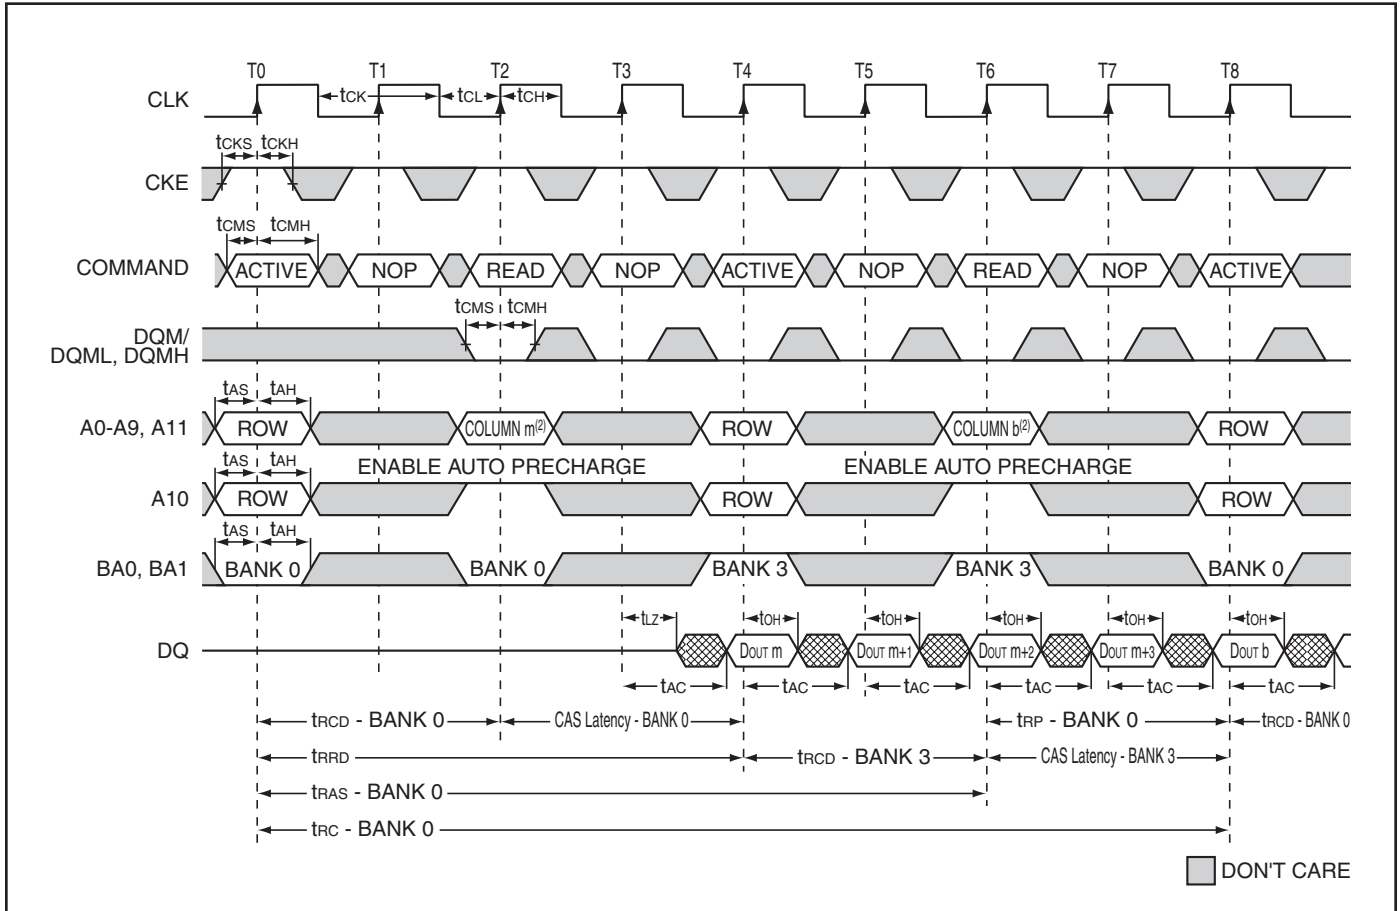 T0 T1 T2 T3 T4 T5 T6 T7 T8
CLK tCK tCL tCH
tCKS tCKH
CKE
tCMS tCMH
COMMAND ACTIVE NOP READ NOP ACTIVE NOP READ NOP ACTIVE
tCMS tCMH
DQM/
DQML, DQMH
tAS tAH
A0-A9, A11 ROW COLUMN m(2) ROW COLUMN b(2) ROW
tAS tAH ENABLE AUTO PRECHARGE ENABLE AUTO PRECHARGE
A10 ROW ROW ROW
tAS tAH
BA0, BA1 BANK 0 BANK 0 BANK 3 BANK 3 BANK 0
tLZ tOH tOH tOH tOH tOH
DQ DOUT m DOUT m+1 DOUT m+2 DOUT m+3 DOUT b
tAC tAC tAC tAC tAC tAC
tRCD - BANK 0 CAS Latency - BANK 0 tRP - BANK 0 tRCD - BANK 0
tRRD tRCD - BANK 3 CAS Latency - BANK 3
tRAS - BANK 0
tRC - BANK 0
DON'T CARE